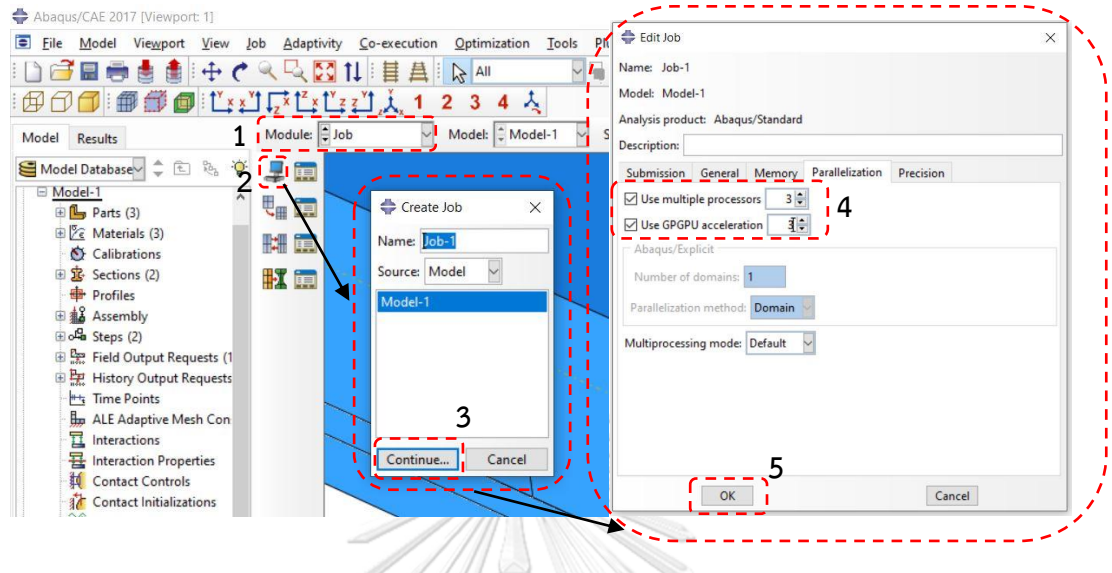 Abaqus/CAE 2017 [Viewport: 1]
File Model Viewport View Job Adaptivity Co-execution Optimization Tools
All
1 2 3 4
Model Results
1 Module: Job Model: Model-1
Model Database
2
Model-1
Parts (3)
Materials (3)
Calibrations
Sections (2)
Profiles
Assembly
Steps (2)
Field Output Requests (1
History Output Requests
Time Points
ALE Adaptive Mesh Con
Interactions
Interaction Properties
Contact Controls
Contact Initializations
Create Job
Name: Job-1
Source: Model
Model-1
3
Continue... Cancel
Edit Job
Name: Job-1
Model: Model-1
Analysis product: Abaqus/Standard
Description:
Submission General Memory Parallelization Precision
Use multiple processors 3
4
Use GPGPU acceleration 3
Abaqus/Explicit
Number of domains: 1
Parallelization method: Domain
Multiprocessing mode: Default
5
OK Cancel